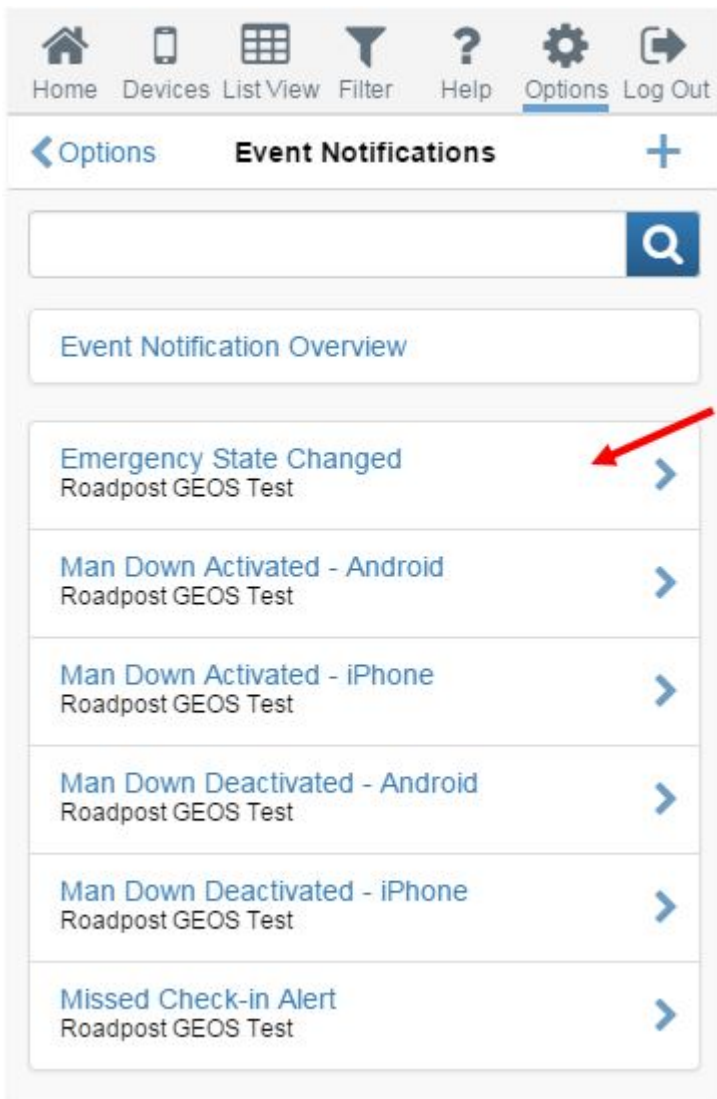 Home Devices List View Filter Help Options Log Out
Options Event Notifications
Event Notification Overview
Emergency State Changed
Roadpost GEOS Test
Man Down Activated - Android
Roadpost GEOS Test
Man Down Activated - iPhone
Roadpost GEOS Test
Man Down Deactivated - Android
Roadpost GEOS Test
Man Down Deactivated - iPhone
Roadpost GEOS Test
Missed Check-in Alert
Roadpost GEOS Test